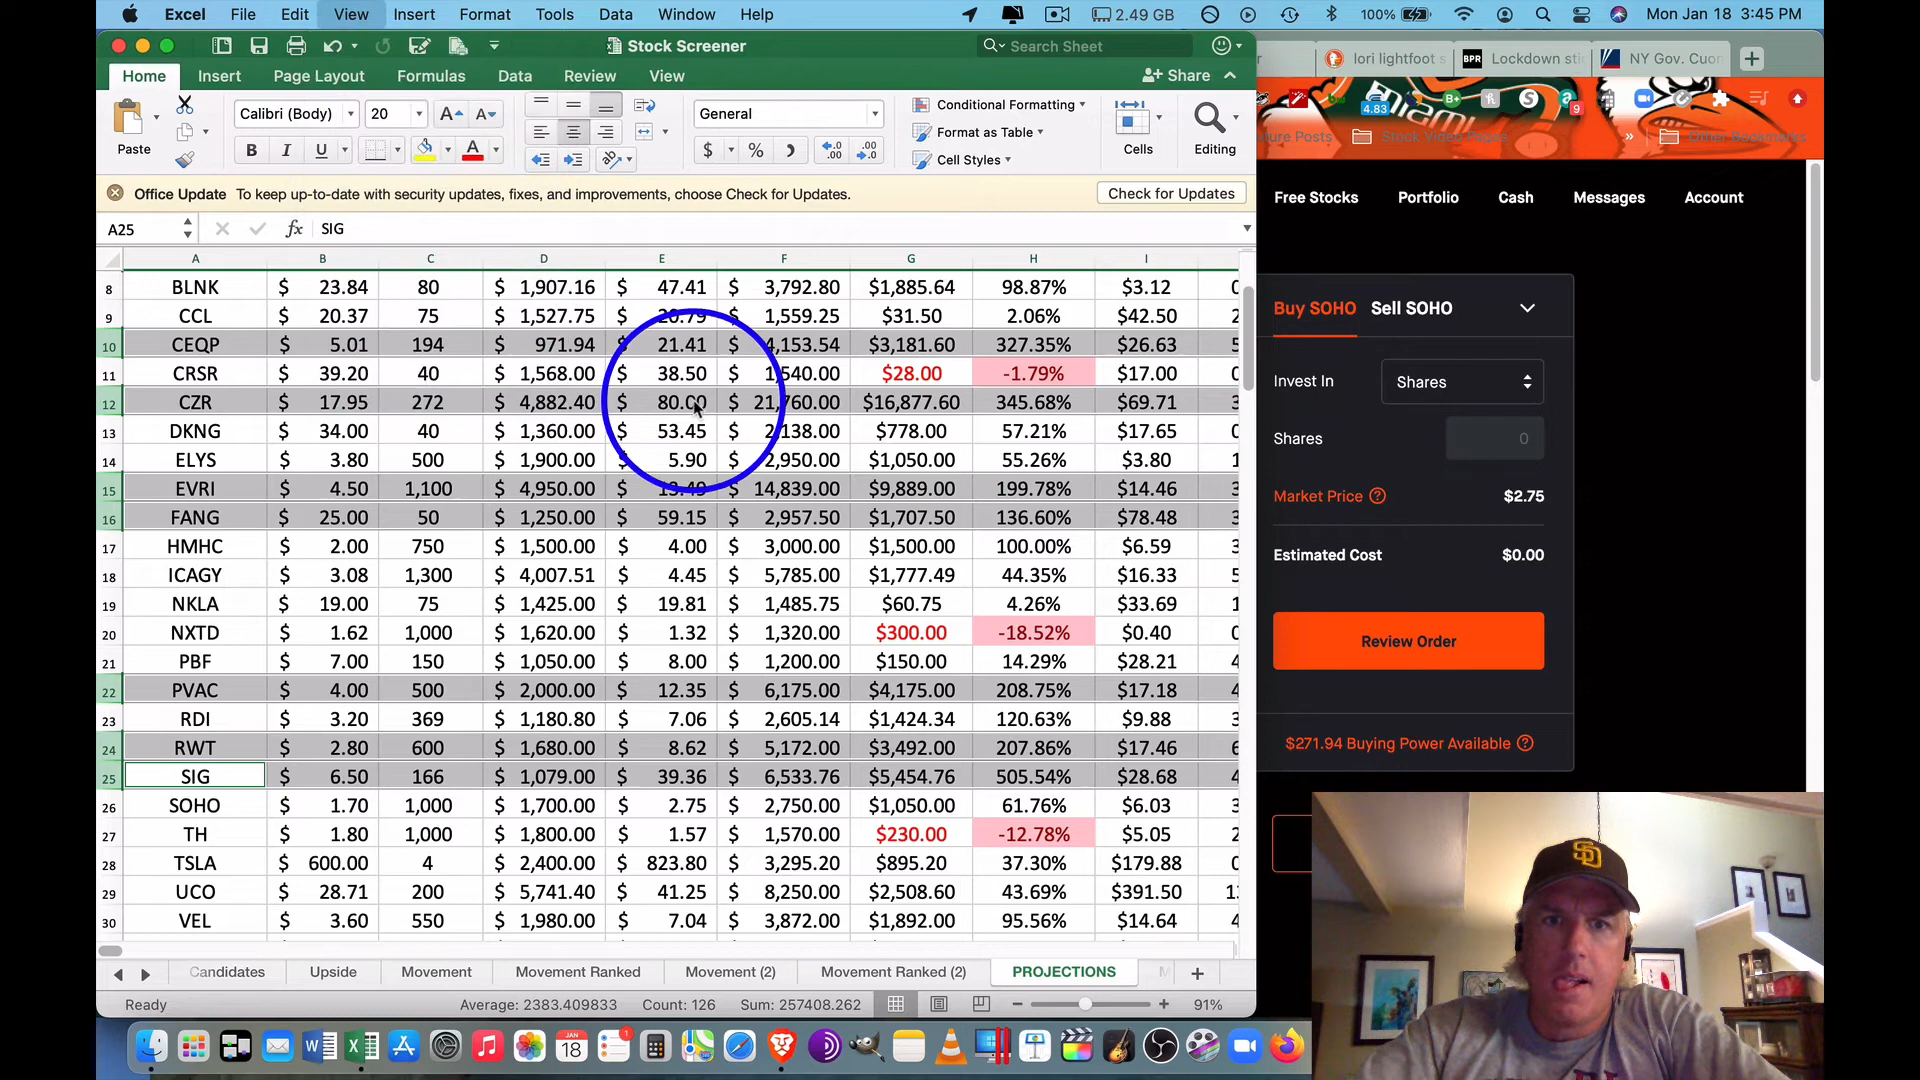 Excel File Edit View Insert Format Tools Data Window Help 2.49 GB 100% Mon Jan 18 3:45 PM
Stock Screener Search Sheet
lori lightfoot s Lockdown sti NY Gov. Cuon
Home Insert Page Layout Formulas Data Review View Share
Paste Calibri (Body) 20 General Conditional Formatting
Format as Table Cells Editing
B I U A $ % Cell Styles
4.83 9
Stock Video Pages » Other Bookmarks
Office Update To keep up-to-date with security updates, fixes, and improvements, choose Check for Updates. Check for Updates
A25 fx SIG
A B C D E F G H I
8 BLNK $ 23.84 80 $ 1,907.16 $ 47.41 $ 3,792.80 $1,885.64 98.87% $3.12
9 CCL $ 20.37 75 $ 1,527.75 $ 20.79 $ 1,559.25 $31.50 2.06% $42.50
10 CEQP $ 5.01 194 $ 971.94 21.41 $ 4,153.54 $3,181.60 327.35% $26.63
11 CRSR $ 39.20 40 $ 1,568.00 $ 38.50 $ 1,540.00 $28.00 -1.79% $17.00
12 CZR $ 17.95 272 $ 4,882.40 $ 80.00 $ 21,760.00 $16,877.60 345.68% $69.71
13 DKNG $ 34.00 40 $ 1,360.00 $ 53.45 $ 2,138.00 $778.00 57.21% $17.65
14 ELYS $ 3.80 500 $ 1,900.00 $ 5.90 $ 2,950.00 $1,050.00 55.26% $3.80
15 EVRI $ 4.50 1,100 $ 4,950.00 $ 13.49 $ 14,839.00 $9,889.00 199.78% $14.46
16 FANG $ 25.00 50 $ 1,250.00 $ 59.15 $ 2,957.50 $1,707.50 136.60% $78.48
17 HMHC $ 2.00 750 $ 1,500.00 $ 4.00 $ 3,000.00 $1,500.00 100.00% $6.59
18 ICAGY $ 3.08 1,300 $ 4,007.51 $ 4.45 $ 5,785.00 $1,777.49 44.35% $16.33
19 NKLA $ 19.00 75 $ 1,425.00 $ 19.81 $ 1,485.75 $60.75 4.26% $33.69
20 NXTD $ 1.62 1,000 $ 1,620.00 $ 1.32 $ 1,320.00 $300.00 -18.52% $0.40
21 PBF $ 7.00 150 $ 1,050.00 $ 8.00 $ 1,200.00 $150.00 14.29% $28.21
22 PVAC $ 4.00 500 $ 2,000.00 $ 12.35 $ 6,175.00 $4,175.00 208.75% $17.18
23 RDI $ 3.20 369 $ 1,180.80 $ 7.06 $ 2,605.14 $1,424.34 120.63% $9.88
24 RWT $ 2.80 600 $ 1,680.00 $ 8.62 $ 5,172.00 $3,492.00 207.86% $17.46
25 SIG $ 6.50 166 $ 1,079.00 $ 39.36 $ 6,533.76 $5,454.76 505.54% $28.68
26 SOHO $ 1.70 1,000 $ 1,700.00 $ 2.75 $ 2,750.00 $1,050.00 61.76% $6.03
27 TH $ 1.80 1,000 $ 1,800.00 $ 1.57 $ 1,570.00 $230.00 -12.78% $5.05
28 TSLA $ 600.00 4 $ 2,400.00 $ 823.80 $ 3,295.20 $895.20 37.30% $179.88
29 UCO $ 28.71 200 $ 5,741.40 $ 41.25 $ 8,250.00 $2,508.60 43.69% $391.50
30 VEL $ 3.60 550 $ 1,980.00 $ 7.04 $ 3,872.00 $1,892.00 95.56% $14.64
Candidates Upside Movement Movement Ranked Movement (2) Movement Ranked (2) PROJECTIONS
Ready Average: 2383.409833 Count: 126 Sum: 257408.262 91%
Free Stocks Portfolio Cash Messages Account
Buy SOHO Sell SOHO
Invest In Shares
Shares 0
Market Price $2.75
Estimated Cost $0.00
Review Order
$271.94 Buying Power Available
JAN
18
SD